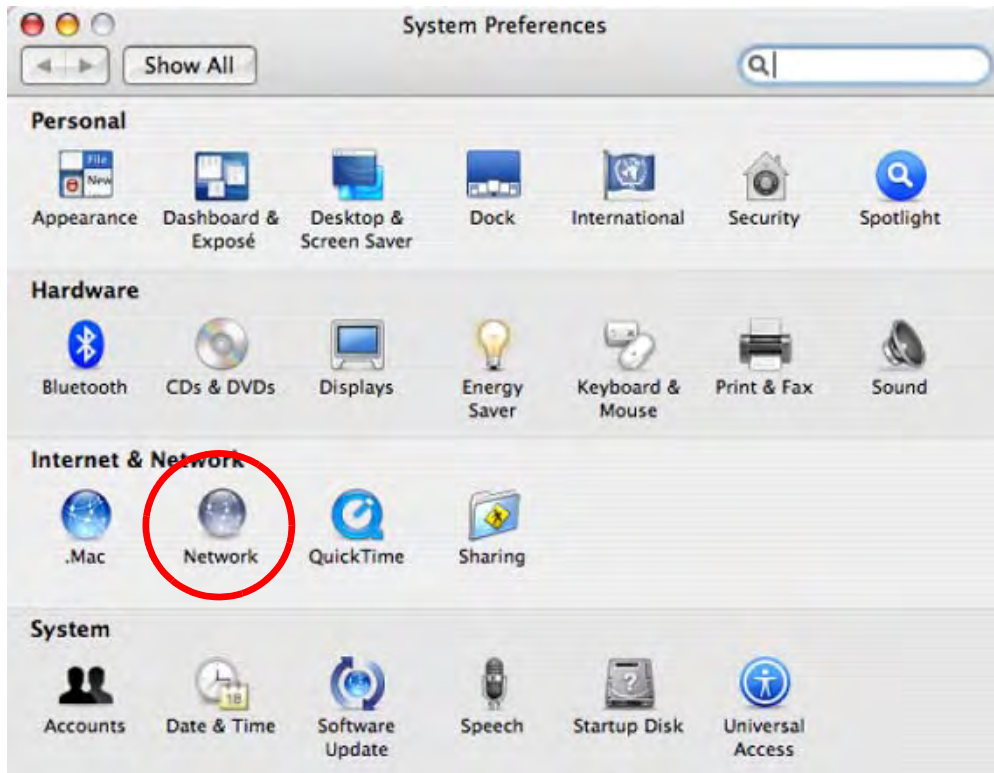 System Preferences
Show All
Personal
File
New
Appearance
Dashboard &
Exposé
Desktop &
Screen Saver
Dock
International
Security
Spotlight
Hardware
Bluetooth
CDs & DVDs
Displays
Energy
Saver
Keyboard &
Mouse
Print & Fax
Sound
Internet & Network
.Mac
Network
QuickTime
Sharing
System
18
?
Accounts
Date & Time
Software
Update
Speech
Startup Disk
Universal
Access